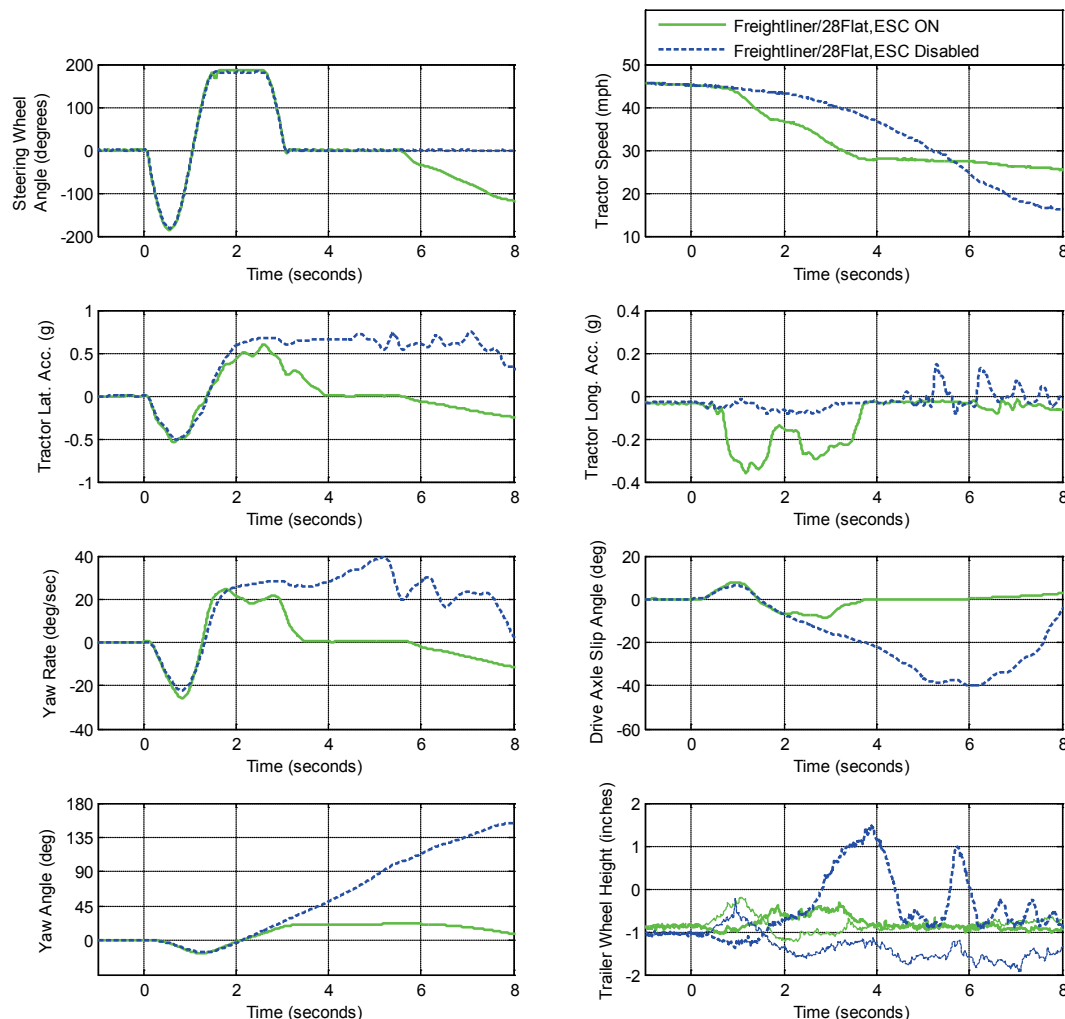 Freightliner/28Flat,ESC ON
Freightliner/28Flat,ESC Disabled
200
100
0
-100
-200
Steering Wheel
Angle (degrees)
0 2 4 6 8
Time (seconds)
50
40
30
20
10
Tractor Speed (mph)
0 2 4 6 8
Time (seconds)
1
0.5
0
-0.5
-1
Tractor Lat. Acc. (g)
0 2 4 6 8
Time (seconds)
0.4
0.2
0
-0.2
-0.4
Tractor Long. Acc. (g)
0 2 4 6 8
Time (seconds)
40
20
0
-20
-40
Yaw Rate (deg/sec)
0 2 4 6 8
Time (seconds)
20
0
-20
-40
-60
Drive Axle Slip Angle (deg)
0 2 4 6 8
Time (seconds)
180
135
90
45
0
Yaw Angle (deg)
0 2 4 6 8
Time (seconds)
2
1
0
-1
-2
Trailer Wheel Height (inches)
0 2 4 6 8
Time (seconds)